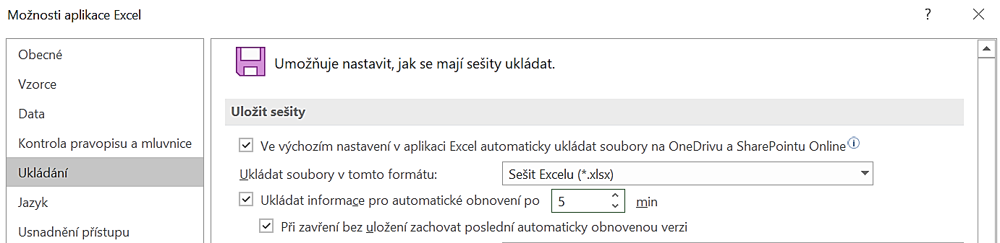 Možnosti aplikace Excel
?
Obecné
Vzorce
Data
Kontrola pravopisu a mluvnice
Ukládání
Jazyk
Usnadnění přístupu
Umožňuje nastavit, jak se mají sešity ukládat.
Uložit sešity
Ve výchozím nastavení v aplikaci Excel automaticky ukládat soubory na OneDrivu a SharePointu Online
Ukládat soubory v tomto formátu: Sešit Excelu (*.xlsx)
Ukládat informace pro automatické obnovení po 5 min
Při zavření bez uložení zachovat poslední automaticky obnovenou verzi